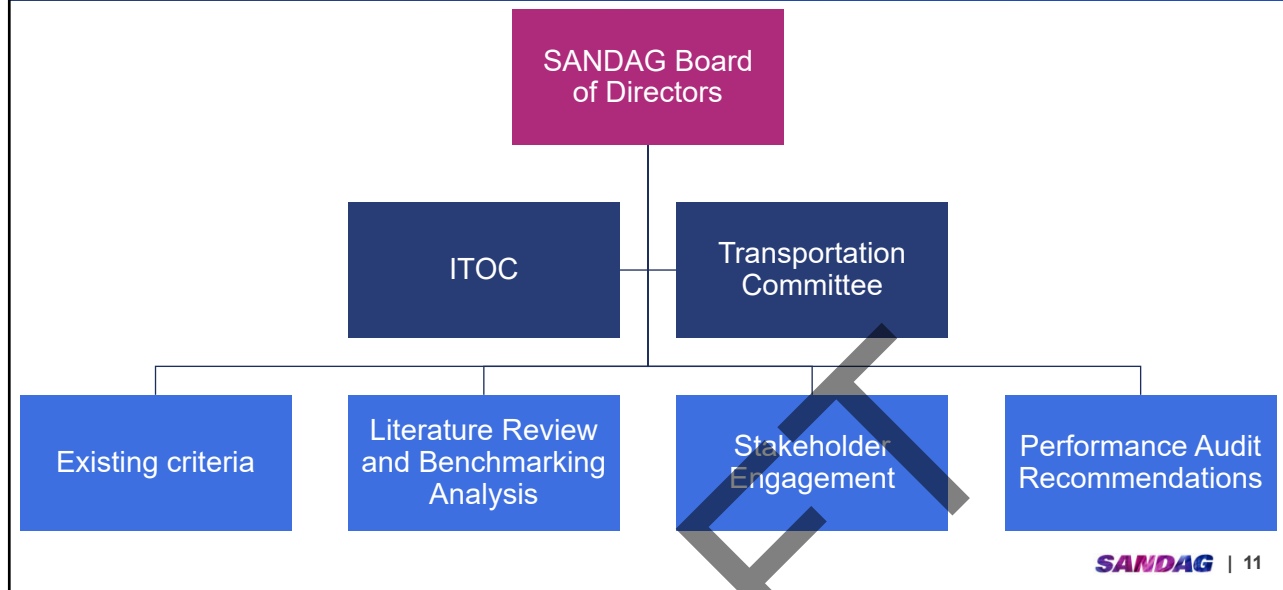 SANDAG Board
of Directors
ITOC
Transportation
Committee
Existing criteria
Literature Review
and Benchmarking
Analysis
Stakeholder
Engagement
Performance Audit
Recommendations
ET
SANDAG | 11